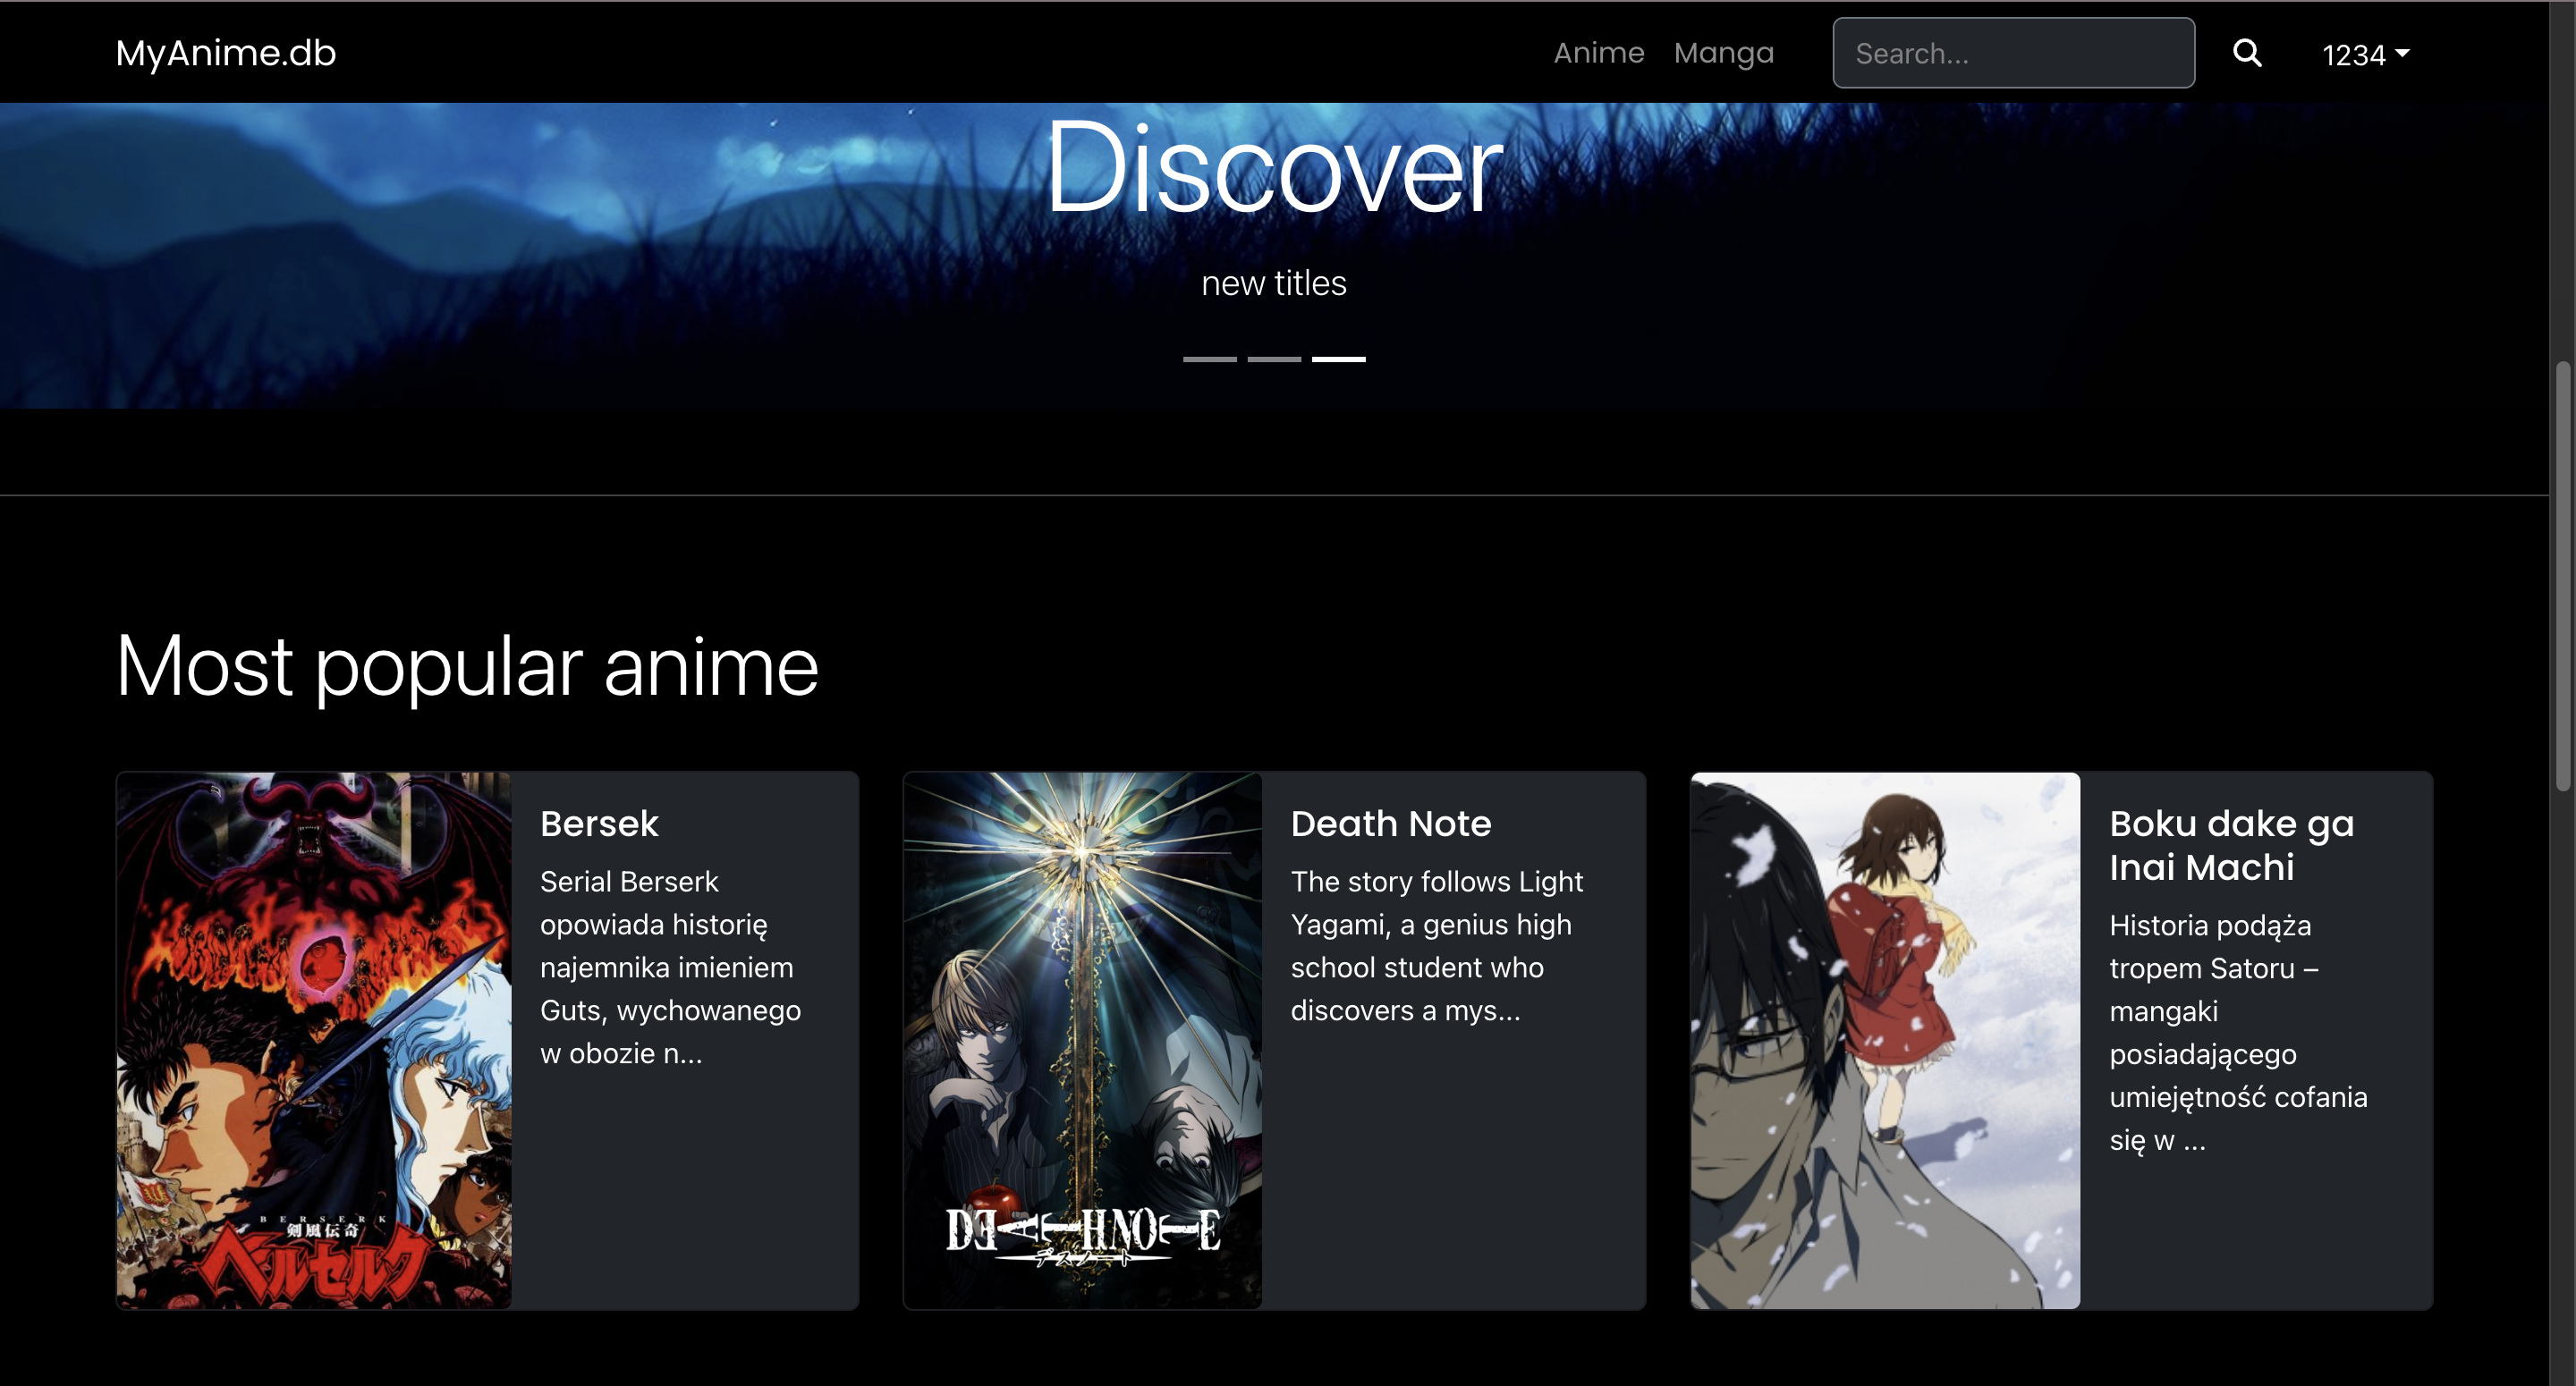 MyAnime.db
Anime
Manga
Search...
1234
Discover
new titles
Most popular anime
BERSERK
剣風伝奇
ベルセルク
Bersek
Serial Berserk
opowiada historię
najemnika imieniem
Guts, wychowanego
w obozie n...
DEATH NOTE
デスノート
Death Note
The story follows Light
Yagami, a genius high
school student who
discovers a mys...
Boku dake ga
Inai Machi
Historia podąża
tropem Satoru –
mangaki
posiadającego
umiejętność cofania
się w ...